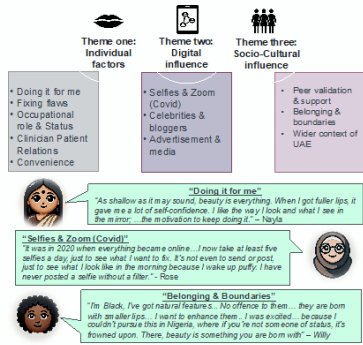 Theme one:
Individual
factors
Theme two:
Digital
influence
Theme three:
Socio-Cultural
influence
• Doing it for me
• Fixing flaws
• Occupational
role & Status
• Clinician Patient
Relations
• Convenience
• Selfies & Zoom
(Covid)
• Celebrities &
bloggers
• Advertisement &
media
• Peer validation
& support
• Belonging &
boundaries
• Wider context of
UAE
"Doing it for me"
"As shallow as it may sound, beauty is everything. When I got fuller lips, it
gave me a lot of self-confidence. I like the way I look and what I see in
the mirror; …the motivation to keep doing it." – Nayla
"Selfies & Zoom (Covid)"
"It was in 2020 when everything became online…I now take at least five
selfies a day, just to see what I want to fix. It's not even to send or post,
just to see what I look like in the morning because I wake up puffy. I have
never posted a selfie without a filter." - Rose
"Belonging & Boundaries"
"I'm Black, I've got natural features... No offence to them… they are born
with smaller lips… I want to enhance them.. I was excited… because I
couldn't pursue this in Nigeria, where if you're not someone of status, it's
frowned upon. There, beauty is something you are born with" – Willy